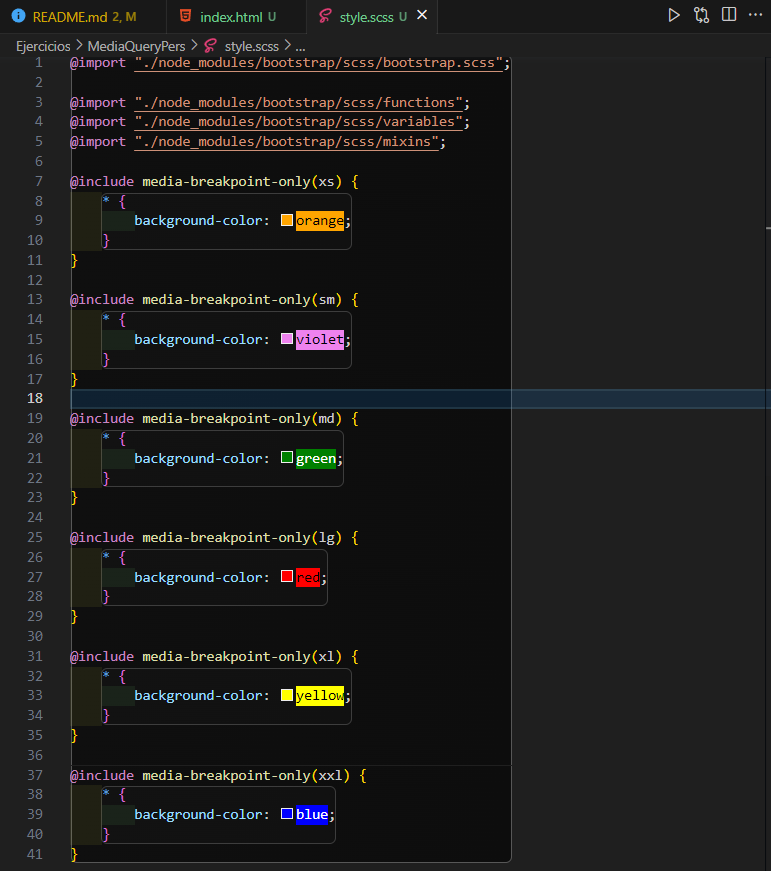 README.md 2, M index.html U style.scss U
Ejercicios > MediaQueryPers > style.scss > ...
1 @import "./node_modules/bootstrap/scss/bootstrap.scss";
2
3 @import "./node_modules/bootstrap/scss/functions";
4 @import "./node_modules/bootstrap/scss/variables";
5 @import "./node_modules/bootstrap/scss/mixins";
6
7 @include media-breakpoint-only(xs) {
8 * {
9 background-color: orange;
10 }
11 }
12
13 @include media-breakpoint-only(sm) {
14 * {
15 background-color: violet;
16 }
17 }
18
19 @include media-breakpoint-only(md) {
20 * {
21 background-color: green;
22 }
23 }
24
25 @include media-breakpoint-only(lg) {
26 * {
27 background-color: red;
28 }
29 }
30
31 @include media-breakpoint-only(xl) {
32 * {
33 background-color: yellow;
34 }
35 }
36
37 @include media-breakpoint-only(xxl) {
38 * {
39 background-color: blue;
40 }
41 }